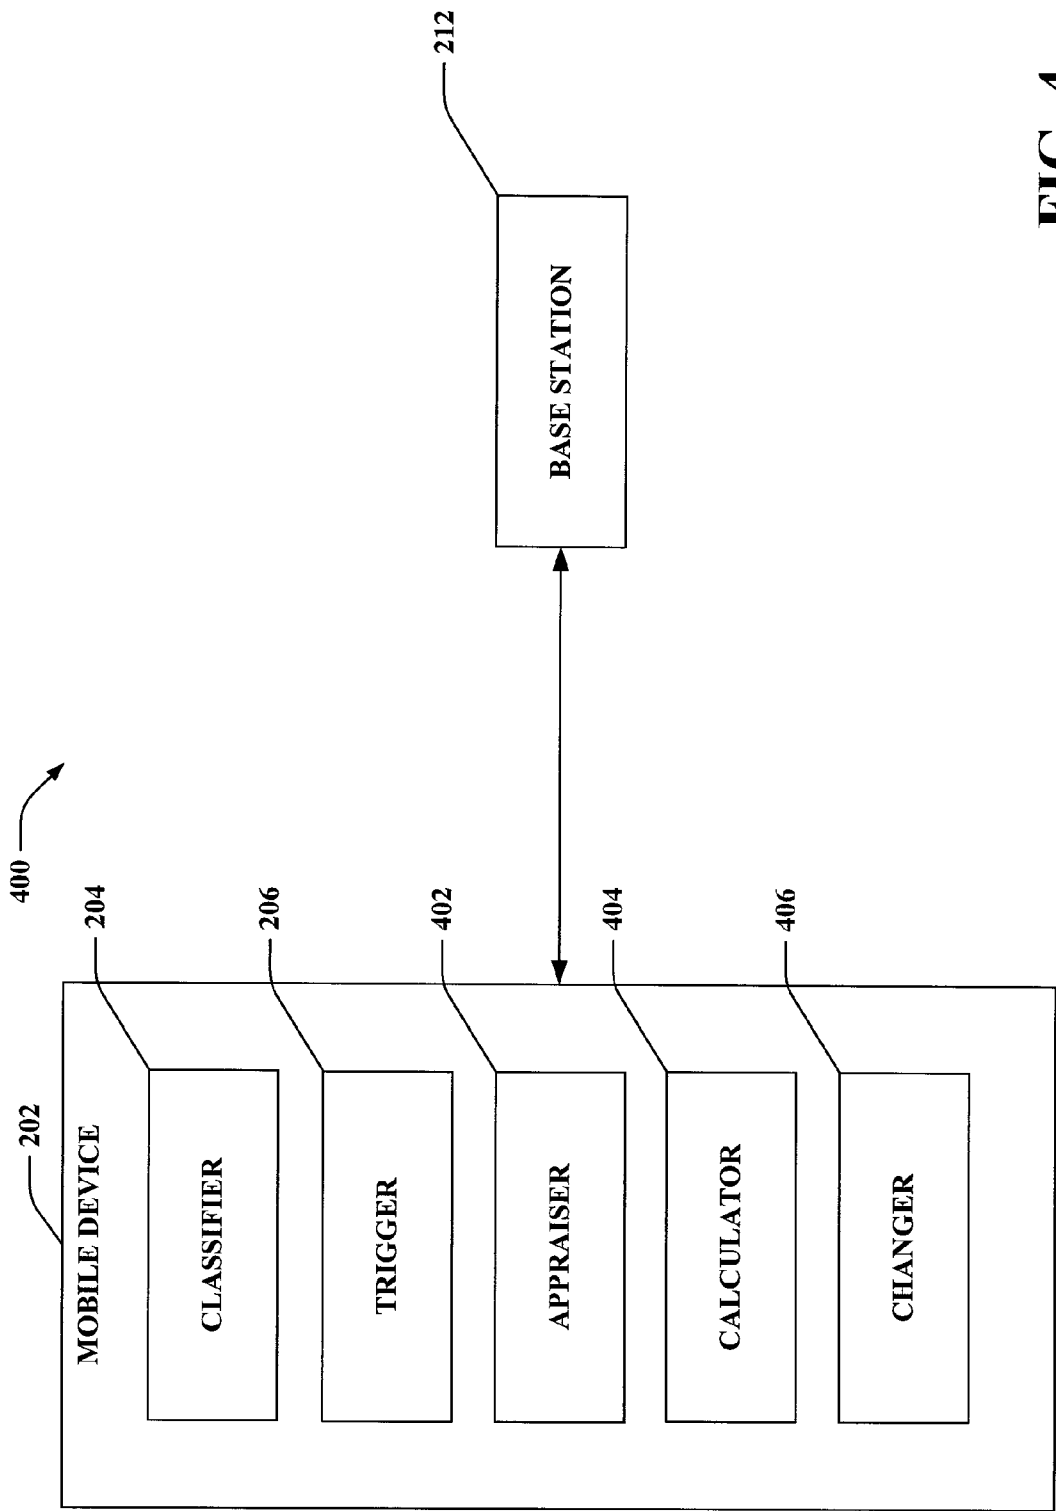 400
202
MOBILE DEVICE
204
CLASSIFIER
206
TRIGGER
402
APPRAISER
404
CALCULATOR
406
CHANGER
212
BASE STATION
FIG. 4